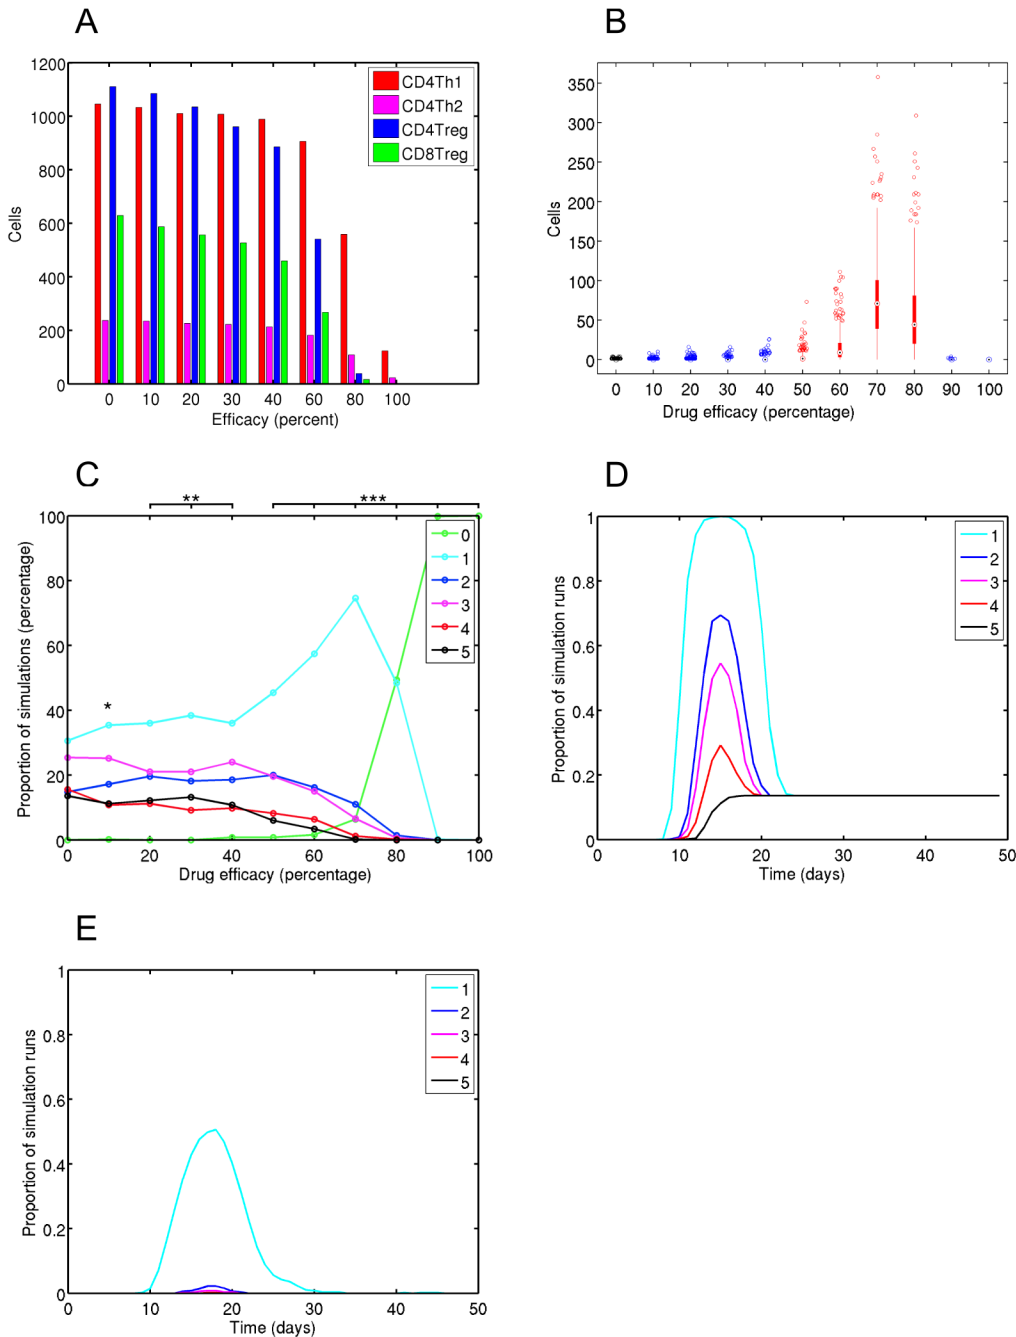 A
1200
1000
800
600
400
200
0
Cells
CD4Th1
CD4Th2
CD4Treg
CD8Treg
0 10 20 30 40 60 80 100
Efficacy (percent)
B
350
300
250
200
150
100
50
0
Cells
0 10 20 30 40 50 60 70 80 90 100
Drug efficacy (percentage)
C
** ***
100
80
60
40
20
0
Proportion of simulations (percentage)
*
0
1
2
3
4
5
0 20 40 60 80 100
Drug efficacy (percentage)
D
1
0.8
0.6
0.4
0.2
0
Proportion of simulation runs
1
2
3
4
5
0 10 20 30 40 50
Time (days)
E
1
0.8
0.6
0.4
0.2
0
Proportion of simulation runs
1
2
3
4
5
0 10 20 30 40 50
Time (days)